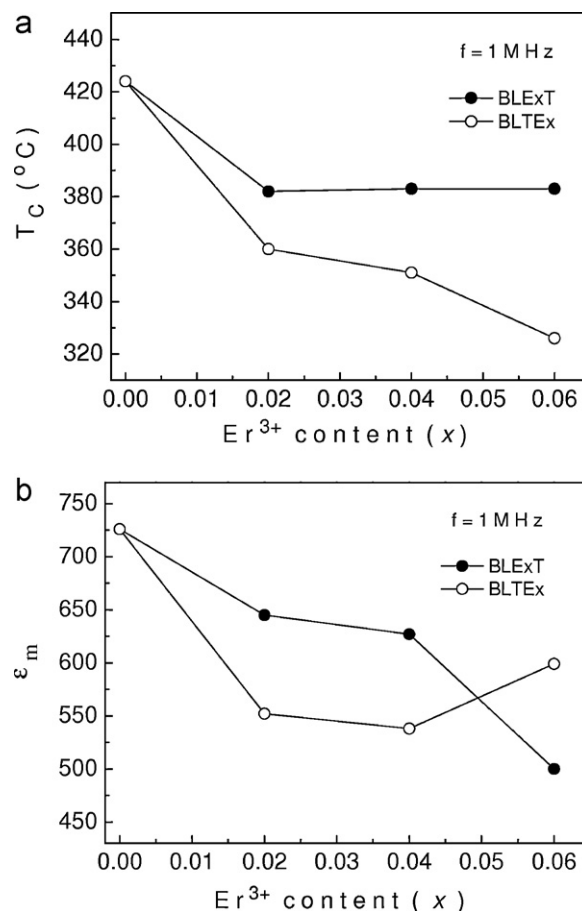 a
f = 1 M H z
BLExT
BLTEx
440
420
400
380
360
340
320
T_C (°C)
0.00 0.01 0.02 0.03 0.04 0.05 0.06
Er³⁺ content (x)
b
f = 1 M H z
BLExT
BLTEx
750
700
650
600
550
500
450
ε_m
0.00 0.01 0.02 0.03 0.04 0.05 0.06
Er³⁺ content (x)